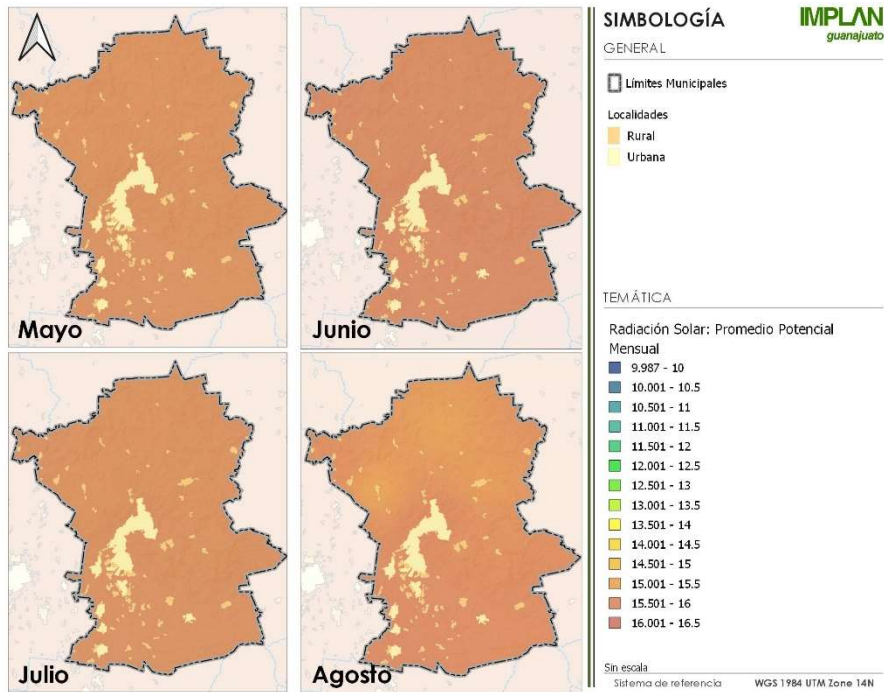 Mayo
Junio
Julio
Agosto
SIMBOLOGÍA
IMPLAN
guanajuato
GENERAL
Límites Municipales
Localidades
Rural
Urbana
TEMÁTICA
Radiación Solar: Promedio Potencial
Mensual
9.987 - 10
10.001 - 10.5
10.501 - 11
11.001 - 11.5
11.501 - 12
12.001 - 12.5
12.501 - 13
13.001 - 13.5
13.501 - 14
14.001 - 14.5
14.501 - 15
15.001 - 15.5
15.501 - 16
16.001 - 16.5
Sin escala
Sistema de referencia WGS 1984 UTM Zone 14N